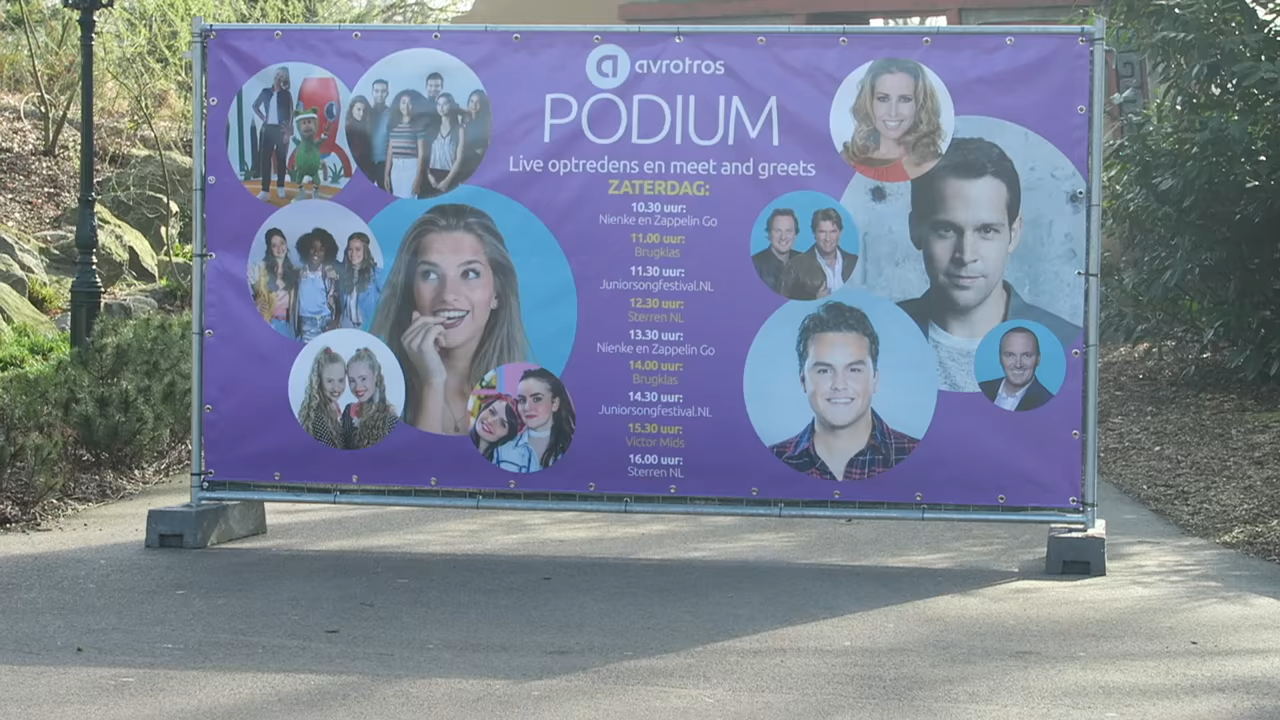 avrotros
PODIUM
Live optredens en meet and greets
ZATERDAG:
10.30 uur:
Nienke en Zappelin Go
11.00 uur:
Brugklas
11.30 uur:
Juniorsongfestival.NL
12.30 uur:
Sterren NL
13.30 uur:
Nienke en Zappelin Go
14.00 uur:
Brugklas
14.30 uur:
Juniorsongfestival.NL
15.30 uur:
Victor Mids
16.00 uur:
Sterren NL